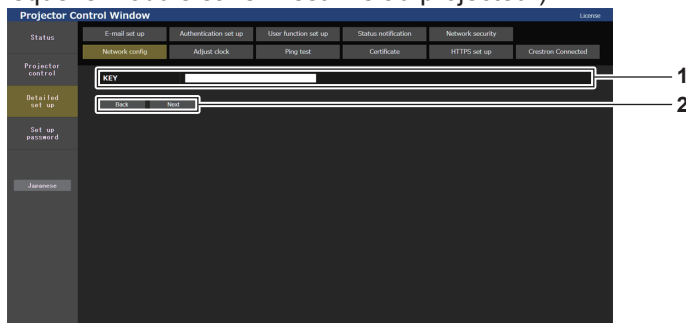 Projector Control Window License
Status E-mail set up Authentication set up User function set up Status notification Network security
Network config Adjust clock Ping test Certificate HTTPS set up Crestron Connected
Projector
control
KEY 1
Detailed
set up
Back Next 2
Set up
password
Japanese